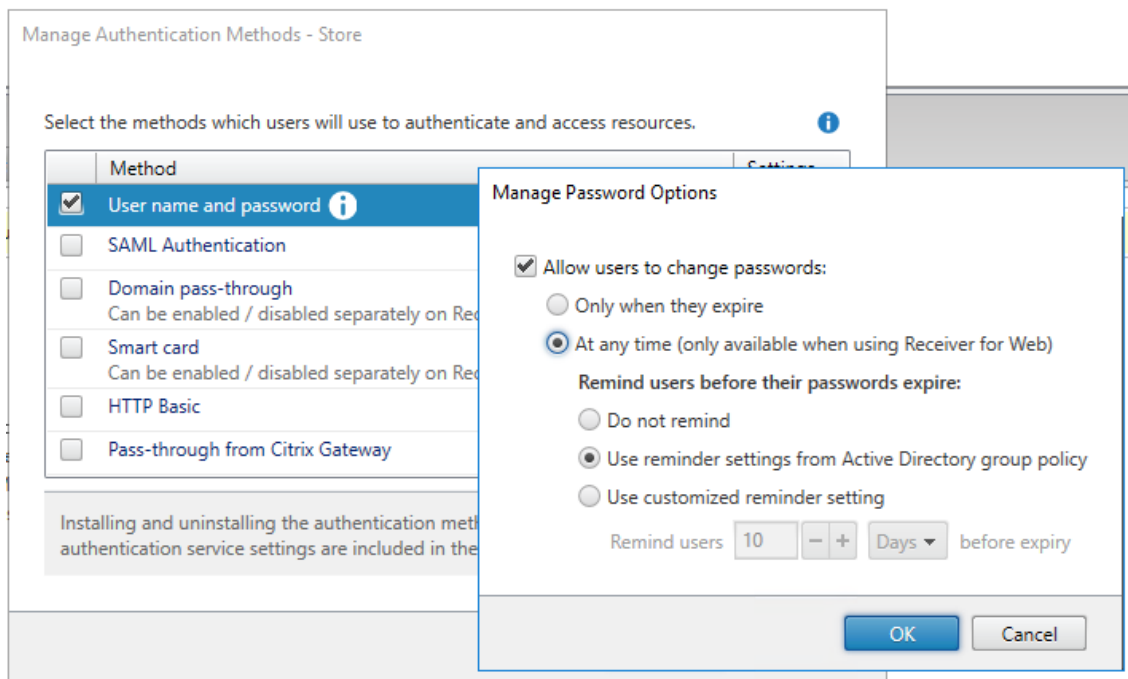 Manage Authentication Methods - Store
Select the methods which users will use to authenticate and access resources.
Method
User name and password
SAML Authentication
Domain pass-through
Can be enabled / disabled separately on Rec
Smart card
Can be enabled / disabled separately on Rec
HTTP Basic
Pass-through from Citrix Gateway
Installing and uninstalling the authentication meth
authentication service settings are included in the
Settings
Manage Password Options
Allow users to change passwords:
Only when they expire
At any time (only available when using Receiver for Web)
Remind users before their passwords expire:
Do not remind
Use reminder settings from Active Directory group policy
Use customized reminder setting
Remind users 10 − + Days before expiry
OK Cancel